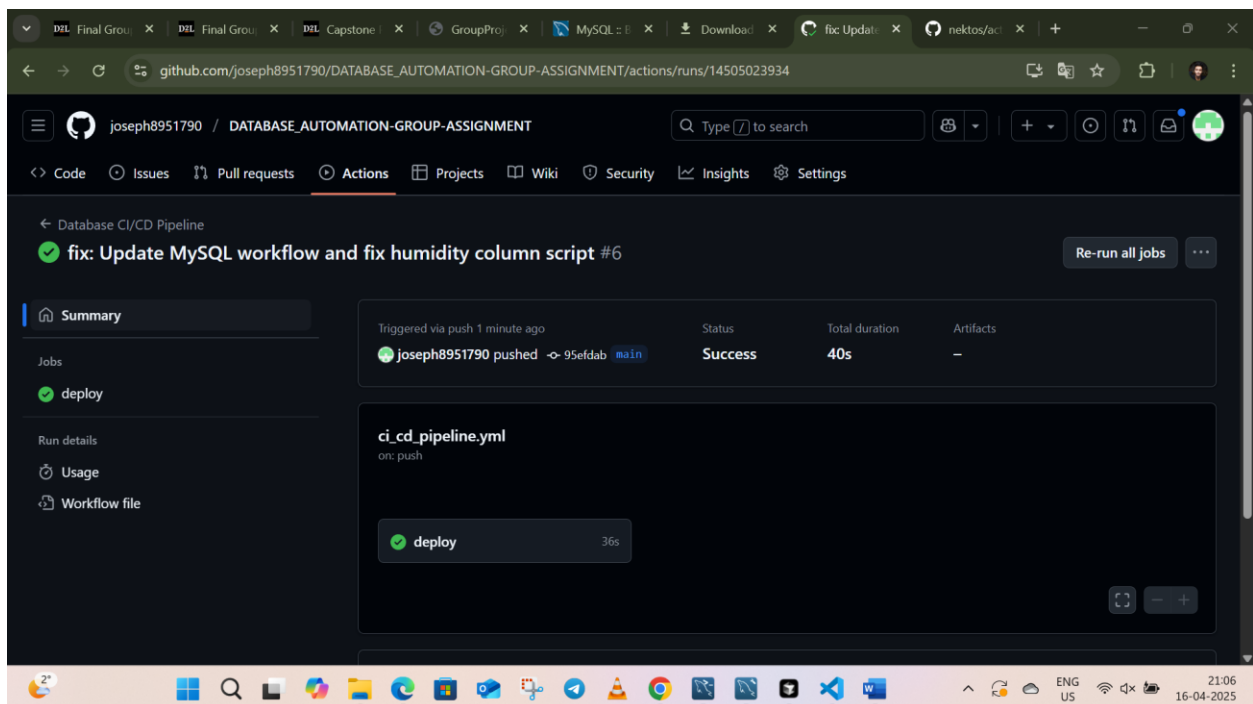 Final Grou
Final Grou
Capstone
GroupProj
MySQL :: B
Download
fix: Update
nektos/act
github.com/joseph8951790/DATABASE_AUTOMATION-GROUP-ASSIGNMENT/actions/runs/14505023934
joseph8951790 / DATABASE_AUTOMATION-GROUP-ASSIGNMENT
Type / to search
Code Issues Pull requests Actions Projects Wiki Security Insights Settings
← Database CI/CD Pipeline
fix: Update MySQL workflow and fix humidity column script #6
Re-run all jobs
Summary
Jobs
deploy
Run details
Usage
Workflow file
Triggered via push 1 minute ago
joseph8951790 pushed 95efdab main
Status
Success
Total duration
40s
Artifacts
–
ci_cd_pipeline.yml
on: push
deploy 36s
2°
ENG
US
21:06
16-04-2025